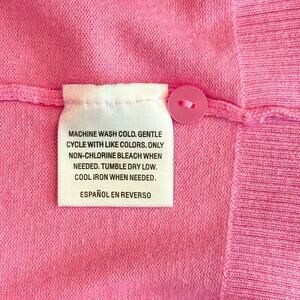 MACHINE WASH COLD. GENTLE
CYCLE WITH LIKE COLORS. ONLY
NON-CHLORINE BLEACH WHEN
NEEDED. TUMBLE DRY LOW.
COOL IRON WHEN NEEDED.
ESPAÑOL EN REVERSO